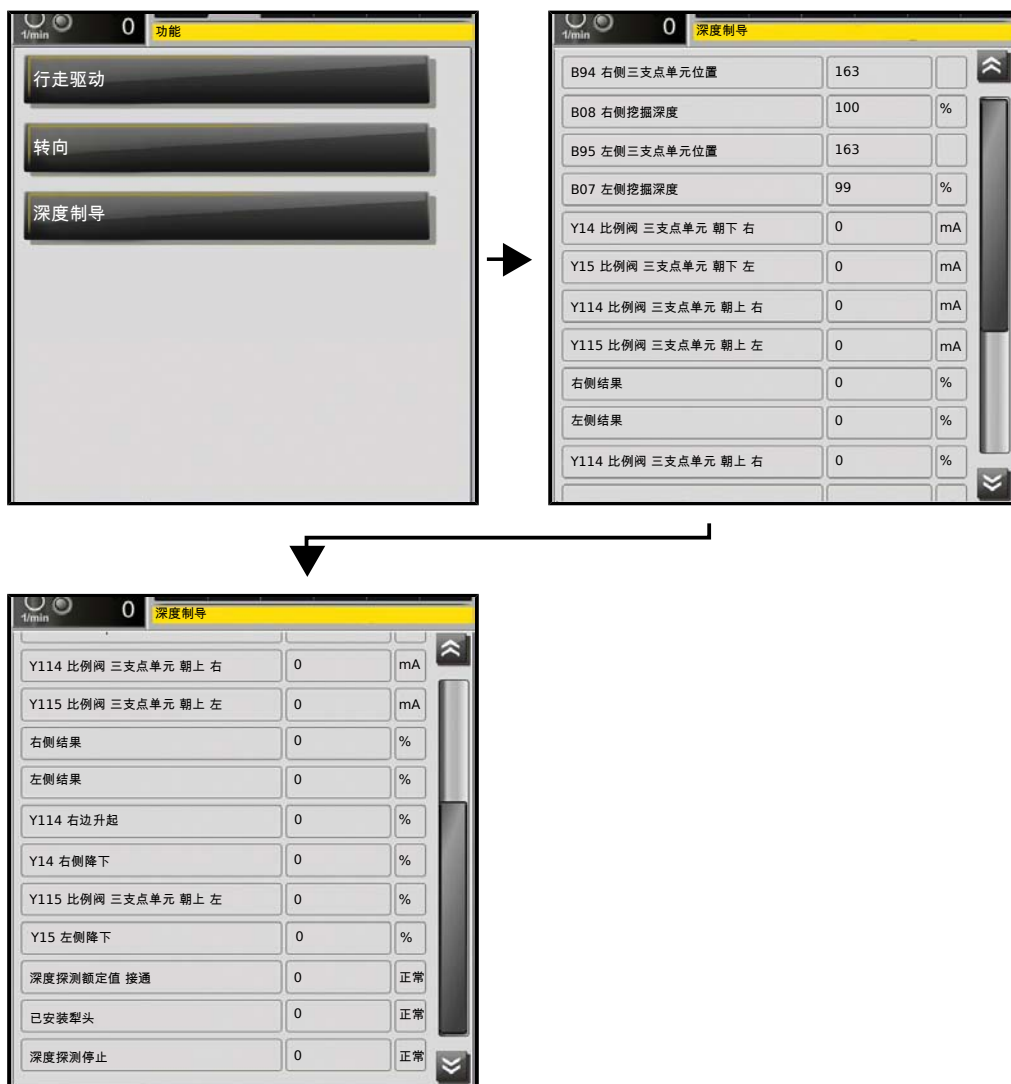 1/min 0 功能
行走驱动
转向
深度制导
1/min 0 深度制导
B94 右侧三支点单元位置 163
B08 右侧挖掘深度 100 %
B95 左侧三支点单元位置 163
B07 左侧挖掘深度 99 %
Y14 比例阀 三支点单元 朝下 右 0 mA
Y15 比例阀 三支点单元 朝下 左 0 mA
Y114 比例阀 三支点单元 朝上 右 0 mA
Y115 比例阀 三支点单元 朝上 左 0 mA
右侧结果 0 %
左侧结果 0 %
Y114 比例阀 三支点单元 朝上 右 0 %
1/min 0 深度制导
Y114 比例阀 三支点单元 朝上 右 0 mA
Y115 比例阀 三支点单元 朝上 左 0 mA
右侧结果 0 %
左侧结果 0 %
Y114 右边升起 0 %
Y14 右侧降下 0 %
Y115 比例阀 三支点单元 朝上 左 0 %
Y15 左侧降下 0 %
深度探测额定值 接通 0 正常
已安装犁头 0 正常
深度探测停止 0 正常